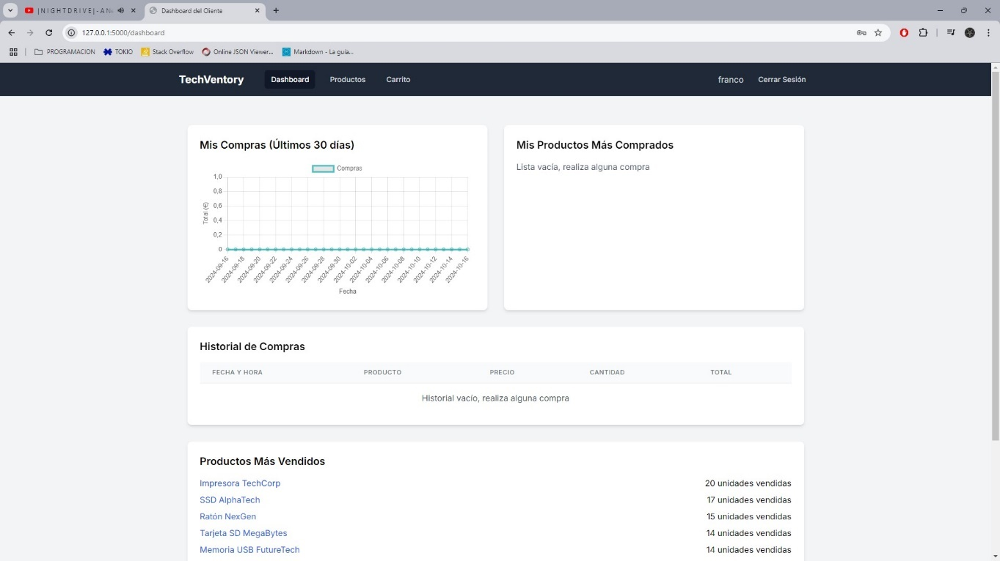 |NIGHTDRIVE|-AN
Dashboard del Cliente
127.0.0.1:5000/dashboard
PROGRAMACION
TOKIO
Stack Overflow
Online JSON Viewer...
Markdown - La guía...
TechVentory
Dashboard
Productos
Carrito
franco
Cerrar Sesión
Mis Compras (Últimos 30 días)
Compras
1,0
0,8
0,6
0,4
0,2
0
Total (€)
2024-09-16
2024-09-18
2024-09-20
2024-09-22
2024-09-24
2024-09-26
2024-09-28
2024-09-30
2024-10-02
2024-10-04
2024-10-06
2024-10-08
2024-10-10
2024-10-12
2024-10-14
2024-10-16
Fecha
Mis Productos Más Comprados
Lista vacía, realiza alguna compra
Historial de Compras
FECHA Y HORA PRODUCTO PRECIO CANTIDAD TOTAL
Historial vacío, realiza alguna compra
Productos Más Vendidos
Impresora TechCorp 20 unidades vendidas
SSD AlphaTech 17 unidades vendidas
Ratón NexGen 15 unidades vendidas
Tarjeta SD MegaBytes 14 unidades vendidas
Memoria USB FutureTech 14 unidades vendidas